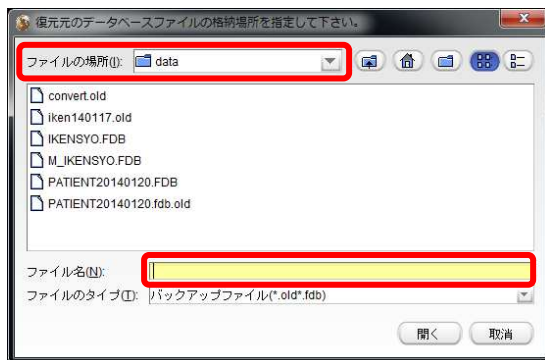 復元元のデータベースファイルの格納場所を指定して下さい。
ファイルの場所(I): data
convert.old
iken140117.old
IKENSYO.FDB
M_IKENSYO.FDB
PATIENT20140120.FDB
PATIENT20140120.fdb.old
ファイル名(N):
ファイルのタイプ(T): バックアップファイル(*.old*.fdb)
開く 取消